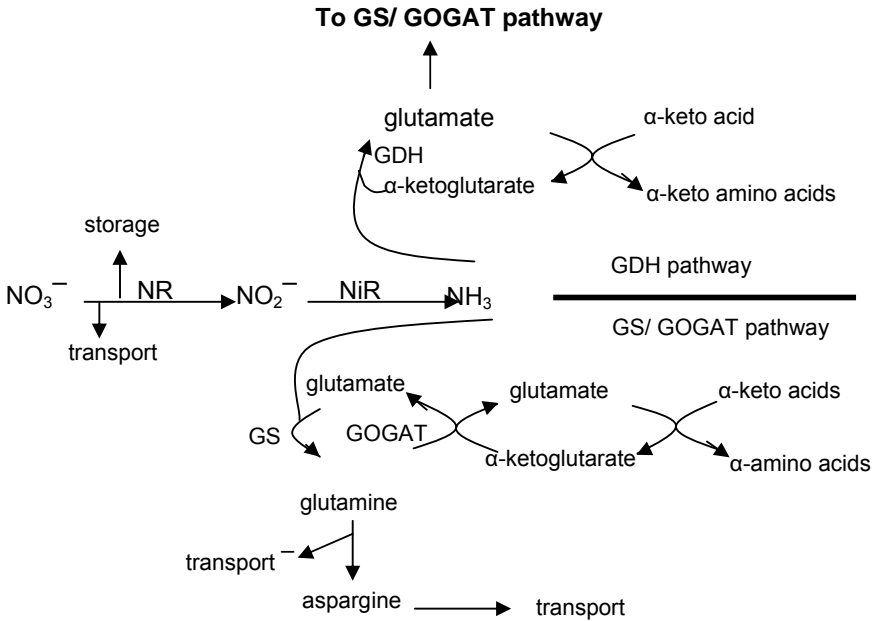 To GS/ GOGAT pathway
glutamate
α-keto acid
GDH
α-ketoglutarate
α-keto amino acids
storage
GDH pathway
NO₃⁻
NR
NO₂⁻
NiR
NH₃
GS/ GOGAT pathway
transport
glutamate
glutamate
α-keto acids
GS
GOGAT
α-ketoglutarate
α-amino acids
glutamine
transport⁻
aspargine
transport